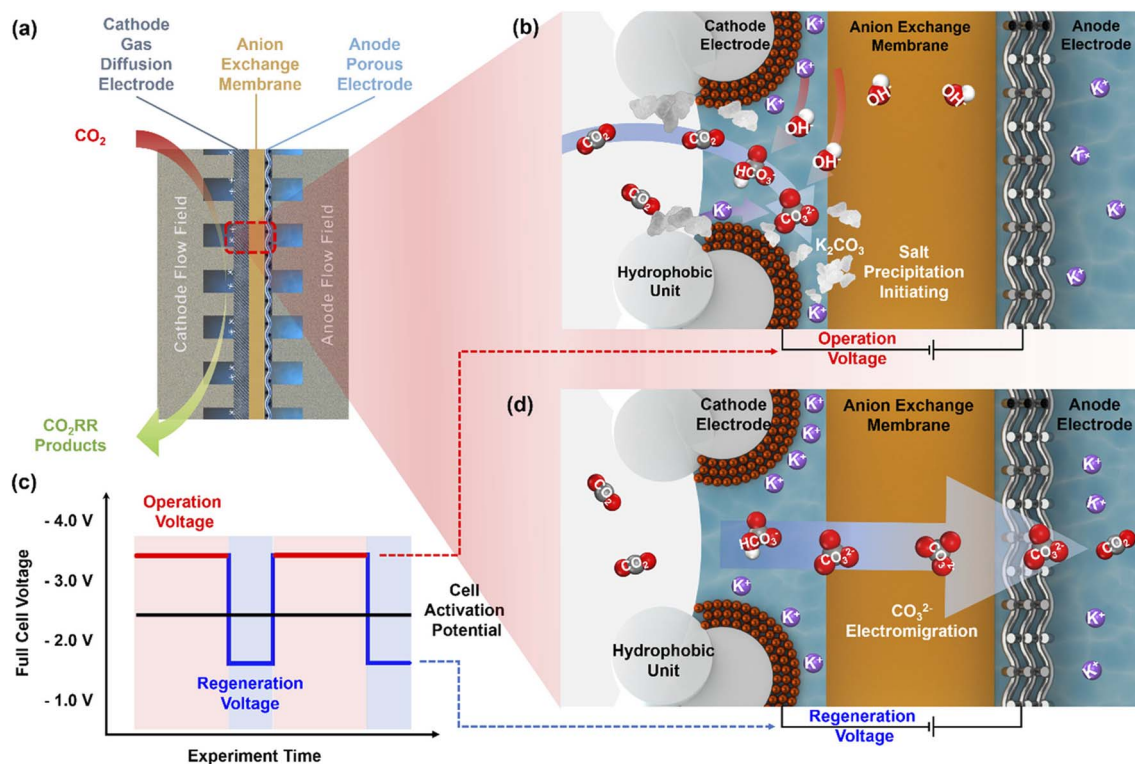 (a)
Cathode
Gas
Diffusion
Electrode
Anion
Exchange
Membrane
Anode
Porous
Electrode
CO₂
Cathode Flow Field
Anode Flow Field
CO₂RR
Products
(b)
Cathode
Electrode
Anion Exchange
Membrane
Anode
Electrode
K⁺
K⁺
OH⁻
OH⁻
OH⁻
OH⁻
K⁺
K⁺
K⁺
CO₂
CO₂
HCO₃⁻
CO₂
K⁺
CO₃²⁻
K₂CO₃
K⁺
K⁺
Hydrophobic
Unit
Salt
Precipitation
Initiating
Operation
Voltage
(c)
Full Cell Voltage
- 4.0 V
- 3.0 V
- 2.0 V
- 1.0 V
Operation
Voltage
Cell
Activation
Potential
Regeneration
Voltage
Experiment Time
(d)
Cathode
Electrode
Anion Exchange
Membrane
Anode
Electrode
K⁺
K⁺
K⁺
K⁺
K⁺
K⁺
CO₂
CO₂
HCO₃⁻
CO₃²⁻
CO₃²⁻
CO₃²⁻
CO₂
K⁺
K⁺
K⁺
K⁺
K⁺
CO₃²⁻
Electromigration
Hydrophobic
Unit
Regeneration
Voltage